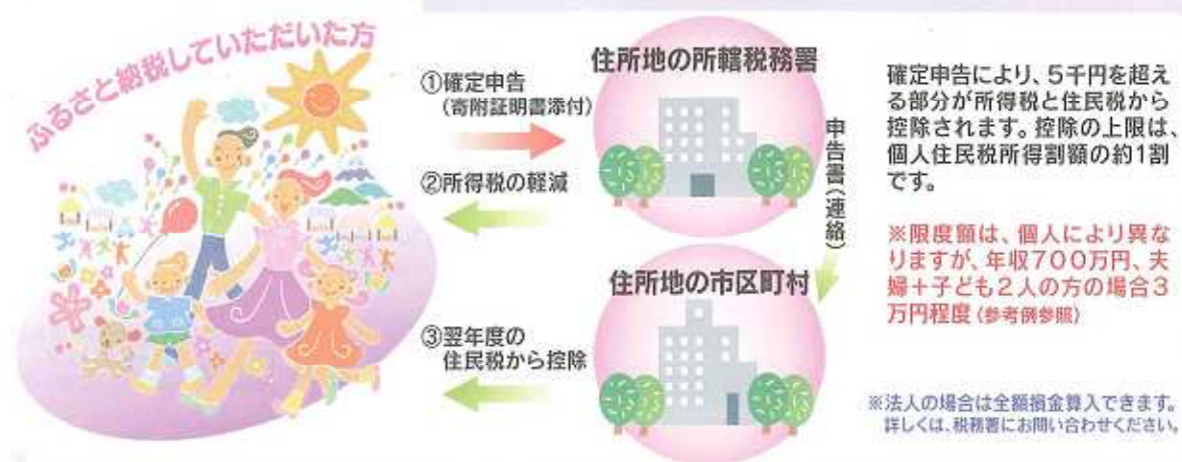 ふるさと納税していただいた方
①確定申告
(寄附証明書添付)
②所得税の軽減
③翌年度の
住民税から控除
住所地の所轄税務署
申告書(連絡)
住所地の市区町村
確定申告により、5千円を超え
る部分が所得税と住民税から
控除されます。控除の上限は、
個人住民税所得割額の約1割
です。
※限度額は、個人により異な
りますが、年収700万円、夫
婦+子ども2人の方の場合3
万円程度(参考例参照)
※法人の場合は全額損金算入できます。
詳しくは、税務署にお問い合わせください。